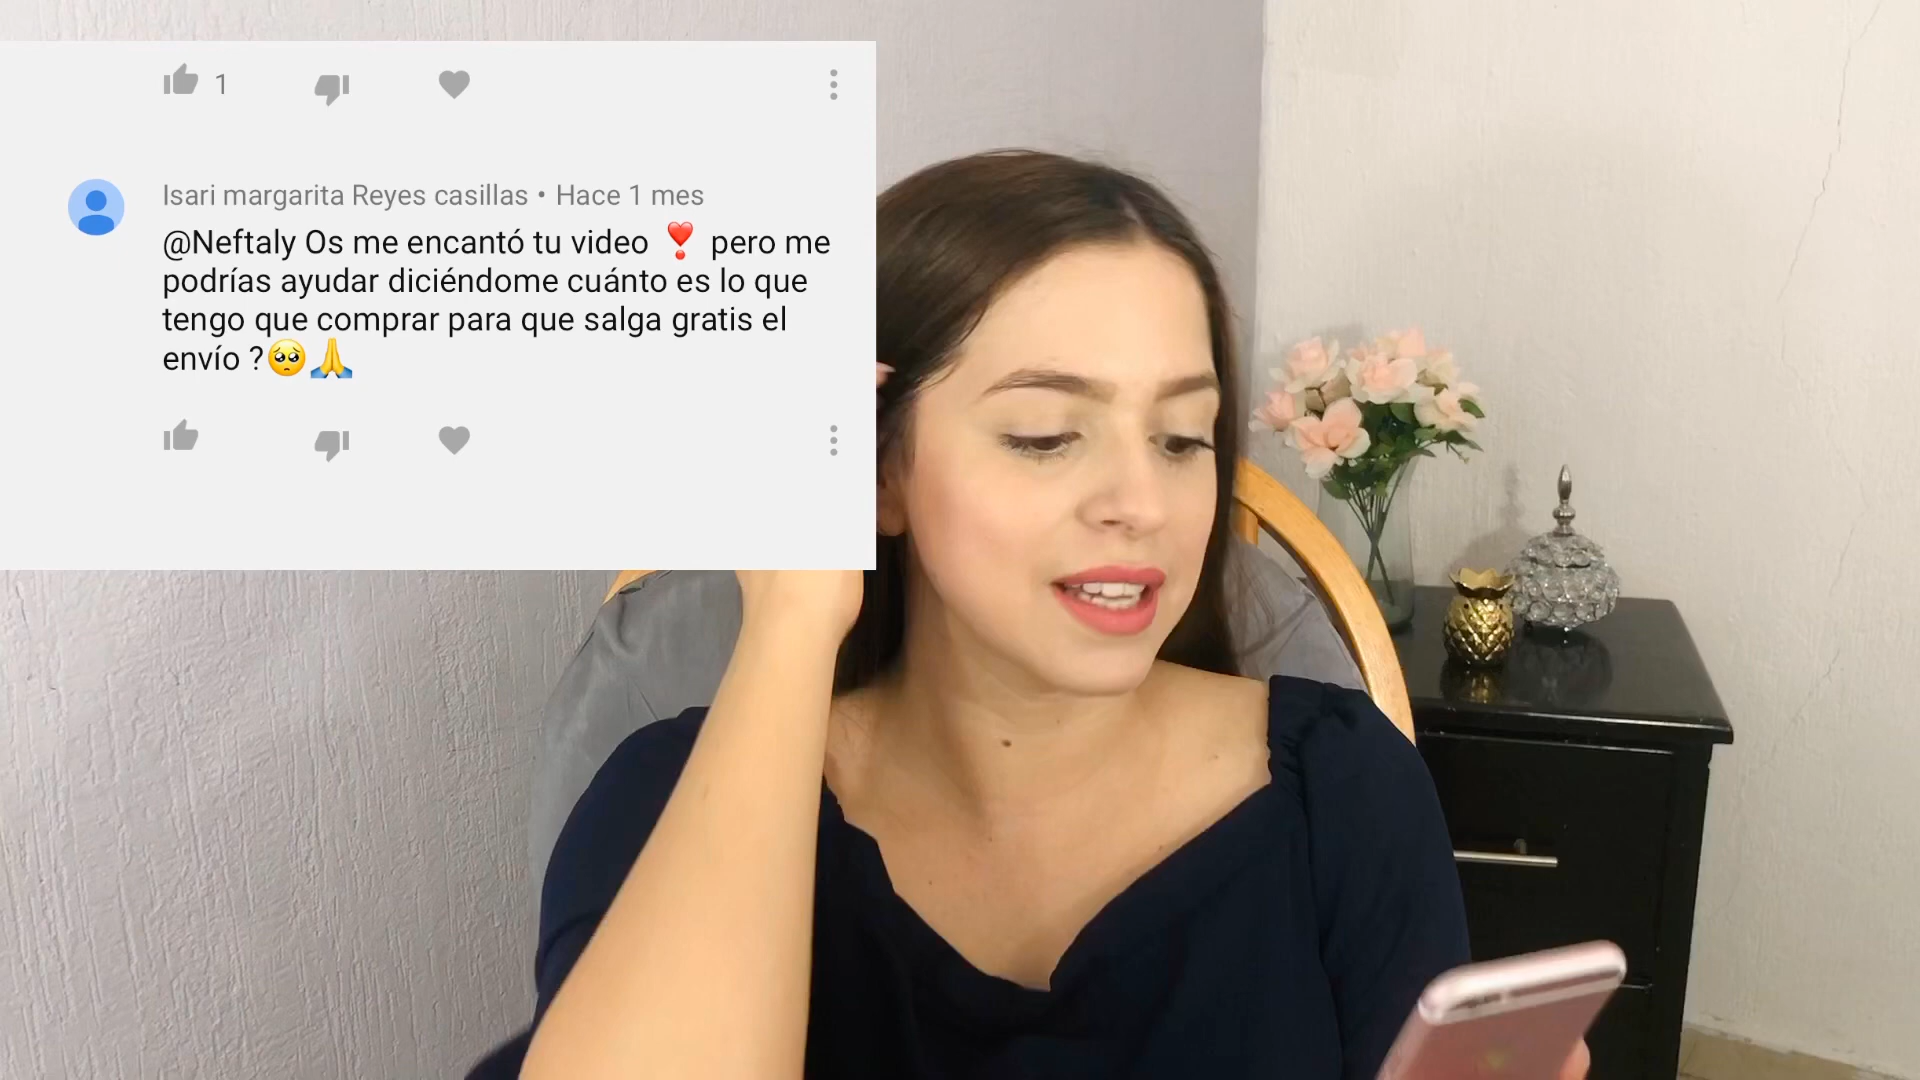 1
Isari margarita Reyes casillas • Hace 1 mes
@Neftaly Os me encantó tu video ❣️ pero me
podrías ayudar diciéndome cuánto es lo que
tengo que comprar para que salga gratis el
envío ?🥺🙏